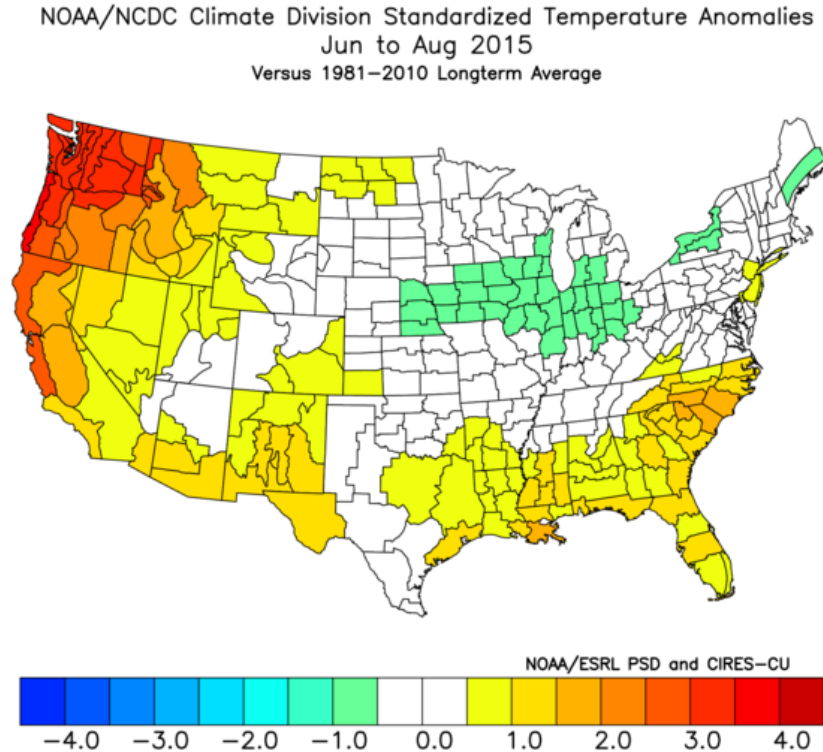 NOAA/NCDC Climate Division Standardized Temperature Anomalies
Jun to Aug 2015
Versus 1981-2010 Longterm Average
NOAA/ESRL PSD and CIRES-CU
-4.0 -3.0 -2.0 -1.0 0.0 1.0 2.0 3.0 4.0